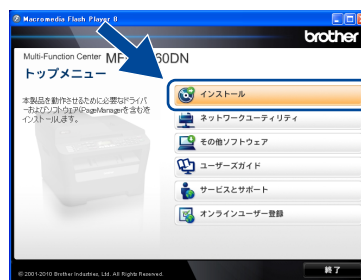 Macromedia Flash Player 8
brother
Multi-Function Center
60DN
トップメニュー
本製品を動作させるために必要なドライバ
ーおよびソフトウェア(PageManagerを含む)を
インストールします。
インストール
ネットワークユーティリティ
その他ソフトウェア
ユーザーズガイド
サービスとサポート
オンラインユーザー登録
© 2001-2010 Brother Industries, Ltd. All Rights Reserved.
終了